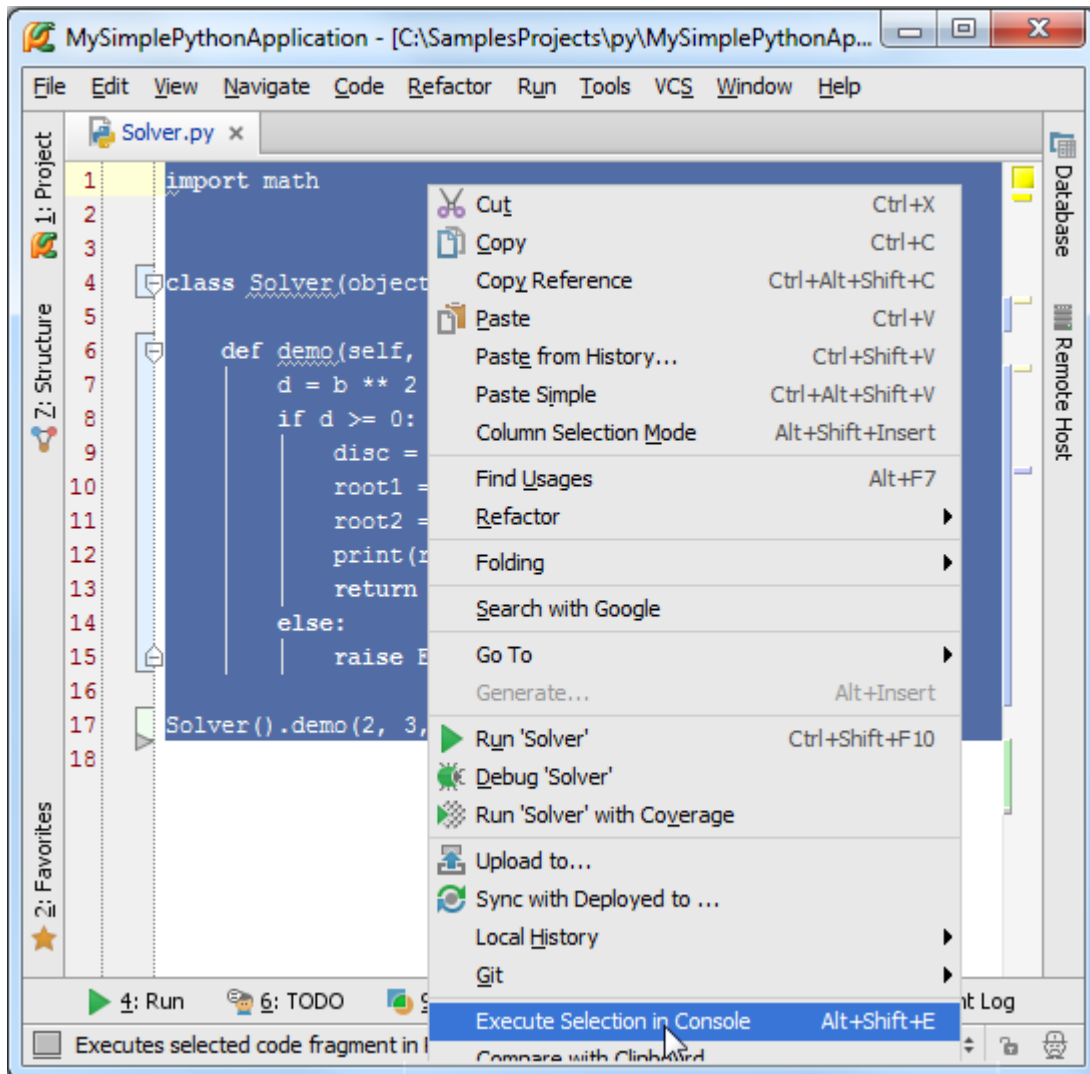 MySimplePythonApplication - [C:\SamplesProjects\py\MySimplePythonAp...
File Edit View Navigate Code Refactor Run Tools VCS Window Help
Solver.py
1: Project
7: Structure
2: Favorites
1 import math
2
3
4 class Solver(object
5
6 def demo(self,
7 d = b ** 2
8 if d >= 0:
9 disc =
10 root1 =
11 root2 =
12 print(r
13 return
14 else:
15 raise E
16
17 Solver().demo(2, 3,
18
Cut Ctrl+X
Copy Ctrl+C
Copy Reference Ctrl+Alt+Shift+C
Paste Ctrl+V
Paste from History... Ctrl+Shift+V
Paste Simple Ctrl+Alt+Shift+V
Column Selection Mode Alt+Shift+Insert
Find Usages Alt+F7
Refactor
Folding
Search with Google
Go To
Generate... Alt+Insert
Run 'Solver' Ctrl+Shift+F10
Debug 'Solver'
Run 'Solver' with Coverage
Upload to...
Sync with Deployed to ...
Local History
Git
Execute Selection in Console Alt+Shift+E
Compare with Clipboard
Database
Remote Host
4: Run 6: TODO 9 nt Log
Executes selected code fragment in